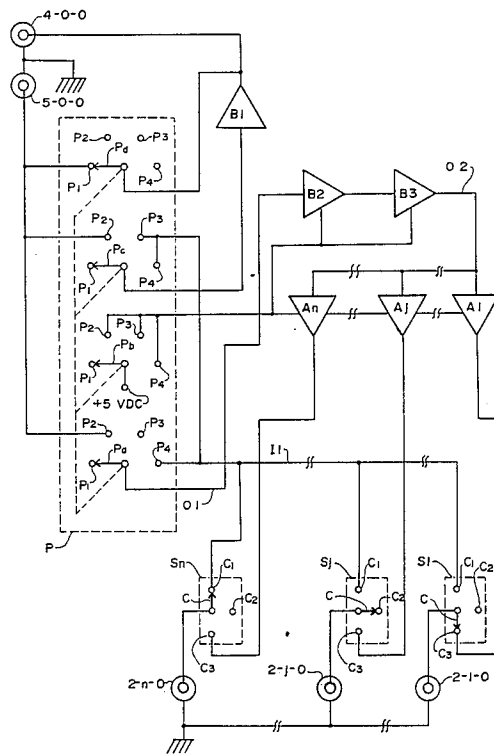 4-0-0
5-0-0
B1
P2 P3
Pd
P1 P4
B2 B3 O2
P2 P3
Pc
P1 P4
An Aj A1
P2 P3
Pb
P1 P4
+5 VDC
P2 P3
Pa P4
P1
I1
O1
P
Sn C1 Sj C1 S1 C1
C2
C C2 C C2 C
C3 C3 C3
2-n-0 2-j-0 2-1-0